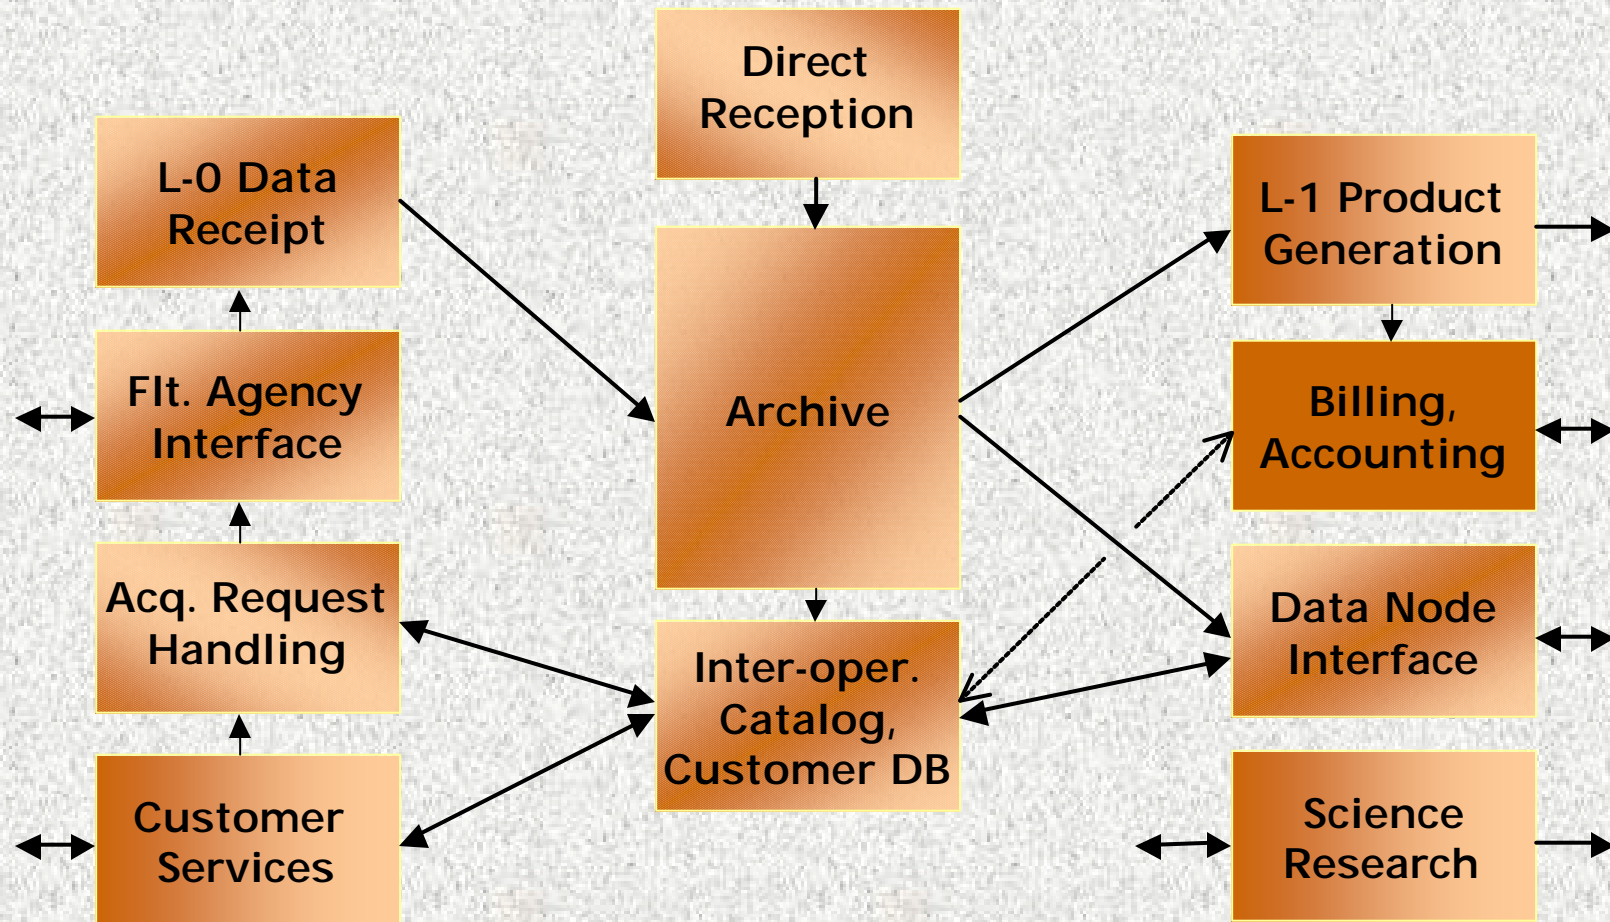 Direct
Reception
L-0 Data
Receipt
L-1 Product
Generation
Flt. Agency
Interface
Archive
Billing,
Accounting
Acq. Request
Handling
Inter-oper.
Catalog,
Customer DB
Data Node
Interface
Customer
Services
Science
Research